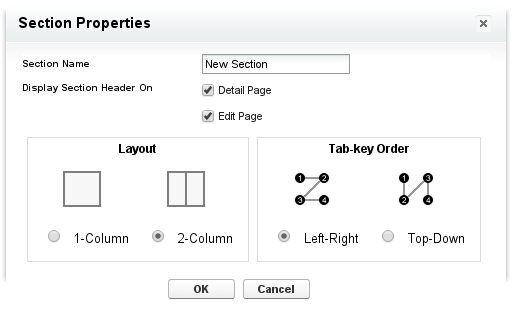 Section Properties
Section Name New Section
Display Section Header On Detail Page
Edit Page
Layout Tab-key Order
1 2 1 3
3 4 2 4
1-Column 2-Column Left-Right Top-Down
OK Cancel